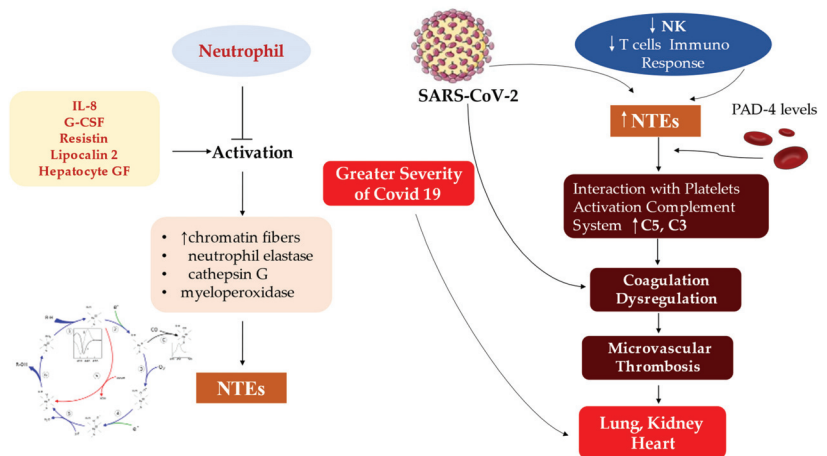 Neutrophil
IL-8
G-CSF
Resistin
Lipocalin 2
Hepatocyte GF
Activation
• ↑chromatin fibers
• neutrophil elastase
• cathepsin G
• myeloperoxidase
NTEs
CO
SARS-CoV-2
↓ NK
↓ T cells Immuno
Response
↑ NTEs
PAD-4 levels
Greater Severity
of Covid 19
Interaction with Platelets
Activation Complement
System ↑ C5, C3
Coagulation
Dysregulation
Microvascular
Thrombosis
Lung, Kidney
Heart